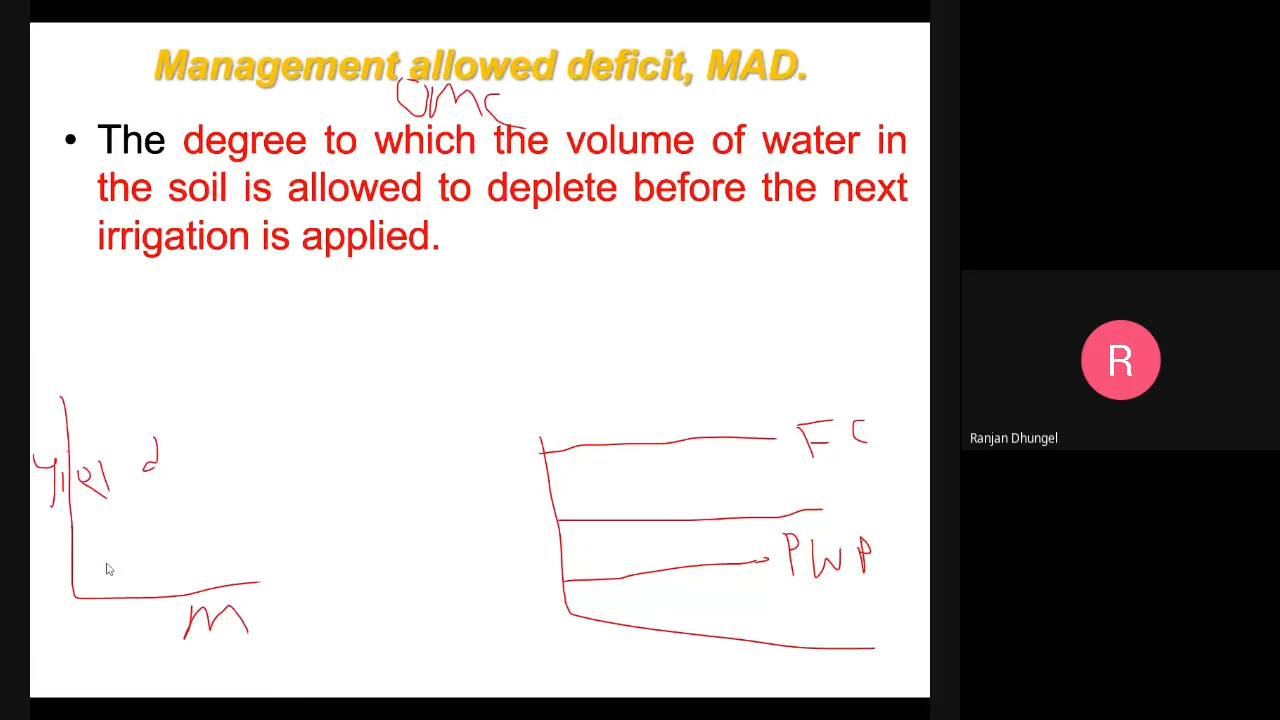 Management allowed deficit, MAD.
OMC
• The degree to which the volume of water in
the soil is allowed to deplete before the next
irrigation is applied.
FC
yield
PWP
M
R
Ranjan Dhungel